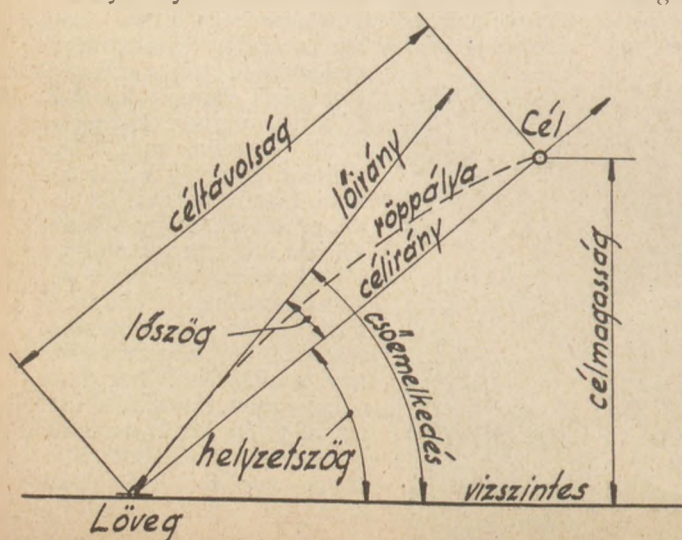 Cél
céltávolság
lőirány
röppálya
célirány
lőszög
csőemelkedés
célmagasság
helyzetszög
vizszintes
Löveg